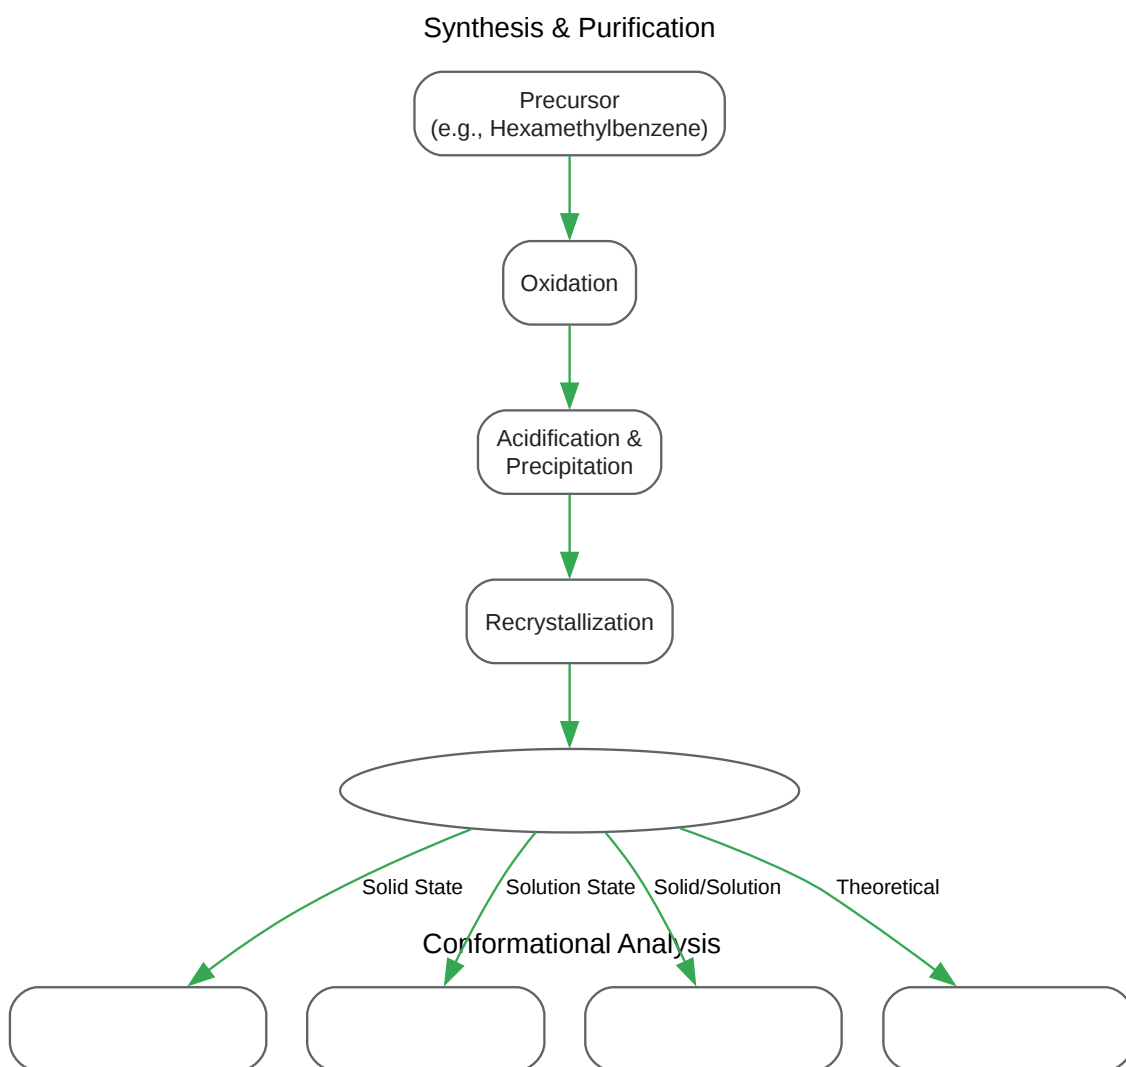 Synthesis & Purification
Precursor
(e.g., Hexamethylbenzene)
Oxidation
Acidification &
Precipitation
Recrystallization
Solid State
Solution State
Solid/Solution
Theoretical
Conformational Analysis